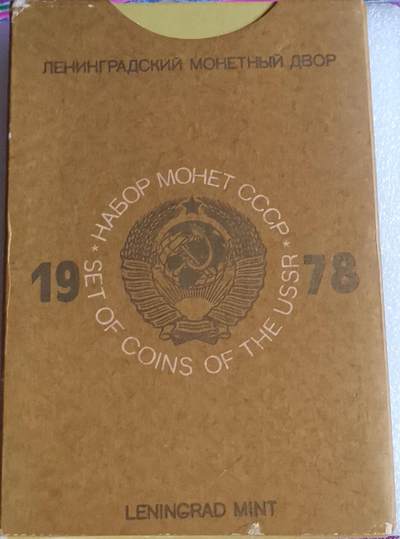 ЛЕНИНГРАДСКИЙ МОНЕТНЫЙ ДВОР
* НАБОР МОНЕТ СССР *
19 78
SET OF COINS OF THE USSR
LENINGRAD MINT